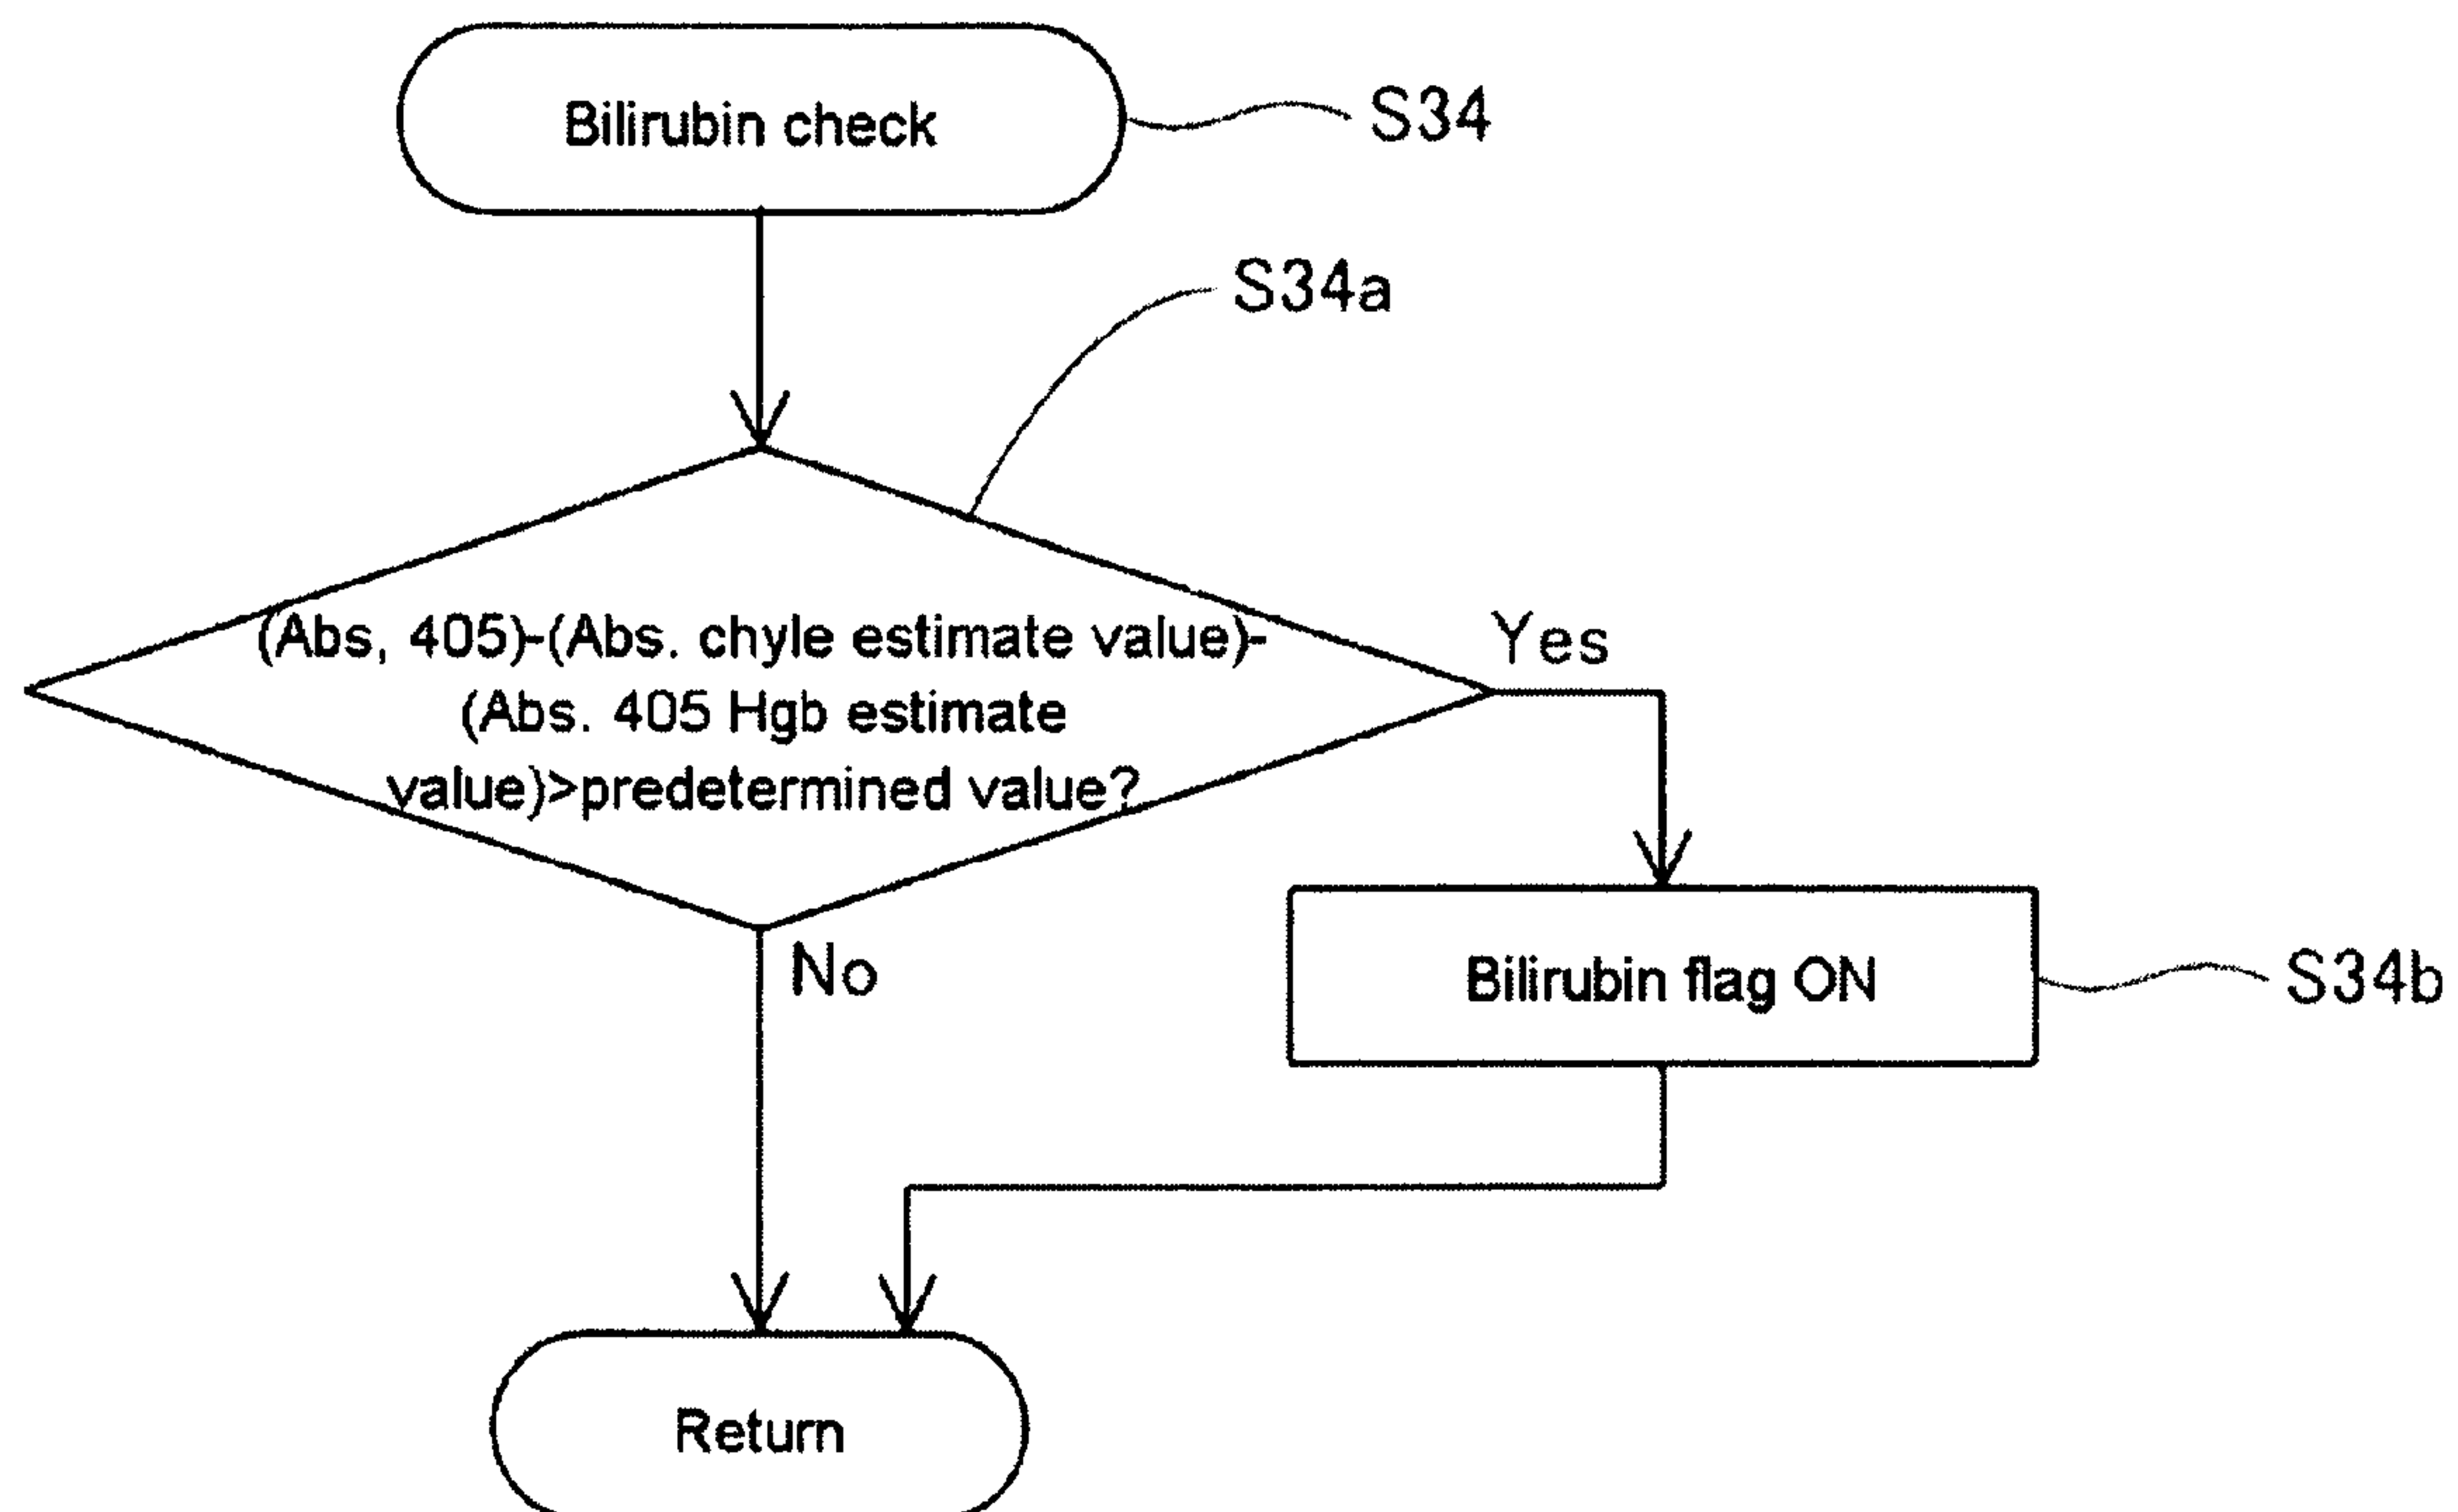 Bilirubin check
S34
S34a
(Abs, 405)-(Abs. chyle estimate value)-
(Abs. 405 Hgb estimate
value)>predetermined value?
Yes
No
Bilirubin flag ON
S34b
Return